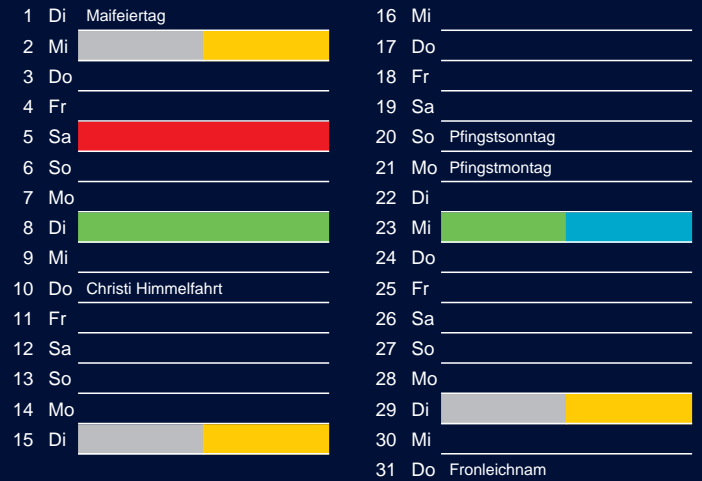 1 Di Maifeiertag
2 Mi
3 Do
4 Fr
5 Sa
6 So
7 Mo
8 Di
9 Mi
10 Do Christi Himmelfahrt
11 Fr
12 Sa
13 So
14 Mo
15 Di
16 Mi
17 Do
18 Fr
19 Sa
20 So Pfingstsonntag
21 Mo Pfingstmontag
22 Di
23 Mi
24 Do
25 Fr
26 Sa
27 So
28 Mo
29 Di
30 Mi
31 Do Fronleichnam